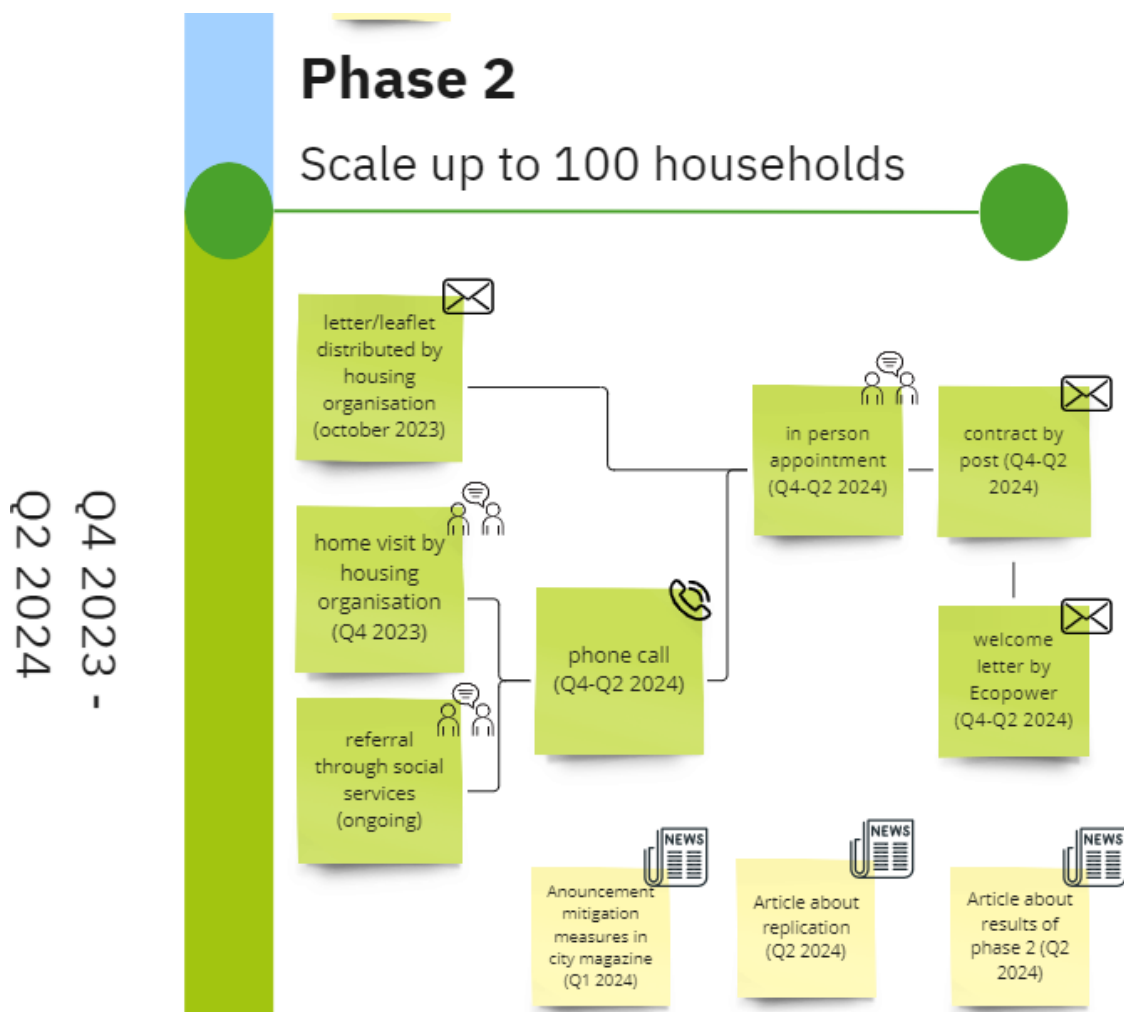 Phase 2
Scale up to 100 households
Q4 2023 -
Q2 2024
letter/leaflet
distributed by
housing
organisation
(october 2023)
home visit by
housing
organisation
(Q4 2023)
referral
through social
services
(ongoing)
phone call
(Q4-Q2 2024)
in person
appointment
(Q4-Q2 2024)
contract by
post (Q4-Q2
2024)
welcome
letter by
Ecopower
(Q4-Q2 2024)
NEWS
Anouncement
mitigation
measures in
city magazine
(Q1 2024)
NEWS
Article about
replication
(Q2 2024)
NEWS
Article about
results of
phase 2 (Q2
2024)